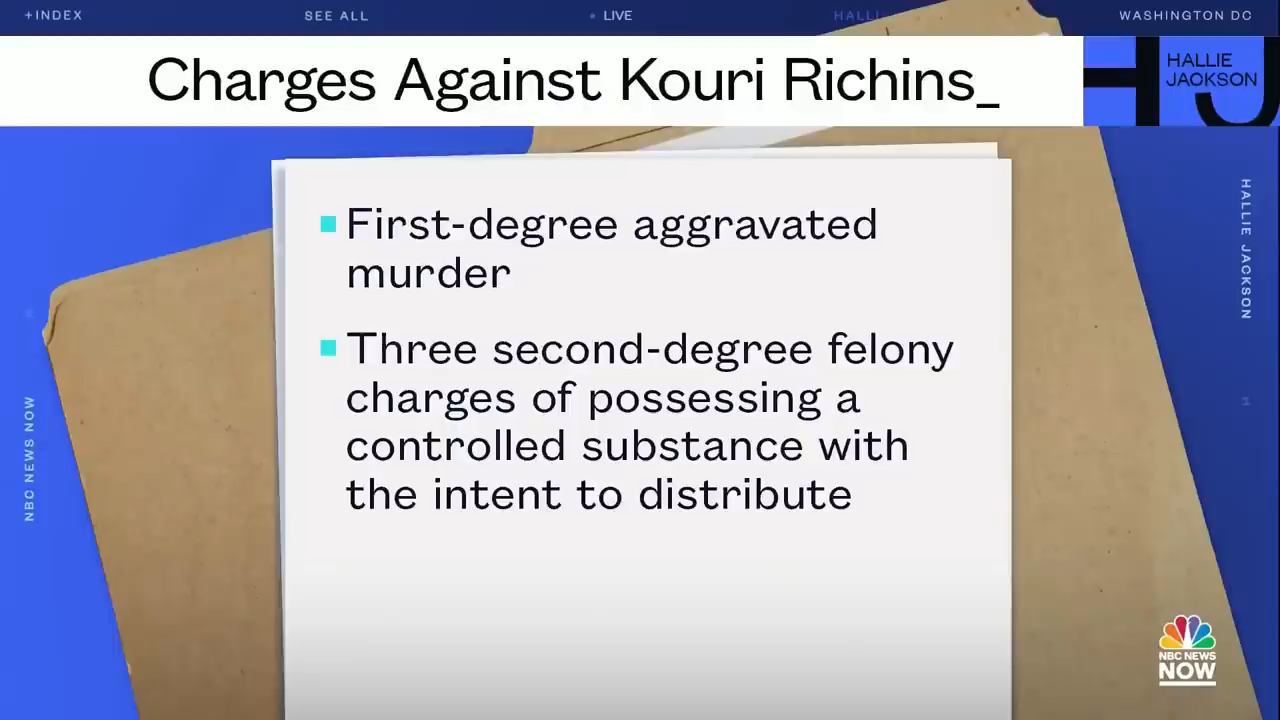 +INDEX
SEE ALL
LIVE
HALLI
WASHINGTON DC
Charges Against Kouri Richins_
HALLIE
JACKSON
First-degree aggravated
murder
Three second-degree felony
charges of possessing a
controlled substance with
the intent to distribute
HALLIE JACKSON
NBC NEWS NOW
NBC NEWS
NOW